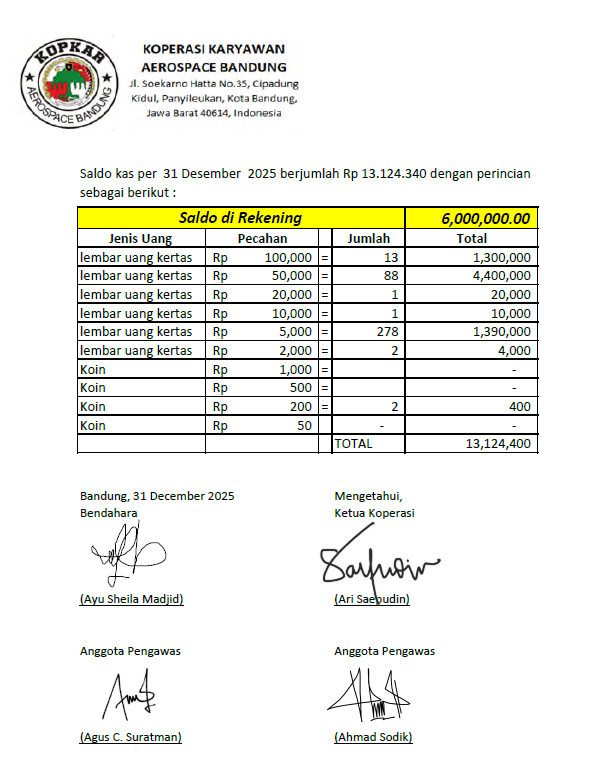 KOPKAR
AEROSPACE BANDUNG
KOPERASI KARYAWAN
AEROSPACE BANDUNG
Jl. Soekarno Hatta No.35, Cipadung
Kidul, Panyileukan, Kota Bandung,
Jawa Barat 40614, Indonesia
Saldo kas per 31 Desember 2025 berjumlah Rp 13.124.340 dengan perincian
sebagai berikut :
Saldo di Rekening 6,000,000.00
Jenis Uang Pecahan Jumlah Total
lembar uang kertas Rp 100,000 = 13 1,300,000
lembar uang kertas Rp 50,000 = 88 4,400,000
lembar uang kertas Rp 20,000 = 1 20,000
lembar uang kertas Rp 10,000 = 1 10,000
lembar uang kertas Rp 5,000 = 278 1,390,000
lembar uang kertas Rp 2,000 = 2 4,000
Koin Rp 1,000 = -
Koin Rp 500 = -
Koin Rp 200 = 2 400
Koin Rp 50 - -
TOTAL 13,124,400
Bandung, 31 December 2025 Mengetahui,
Bendahara Ketua Koperasi
Saefudin
(Ayu Sheila Madjid) (Ari Saepudin)
Anggota Pengawas Anggota Pengawas
(Agus C. Suratman) (Ahmad Sodik)